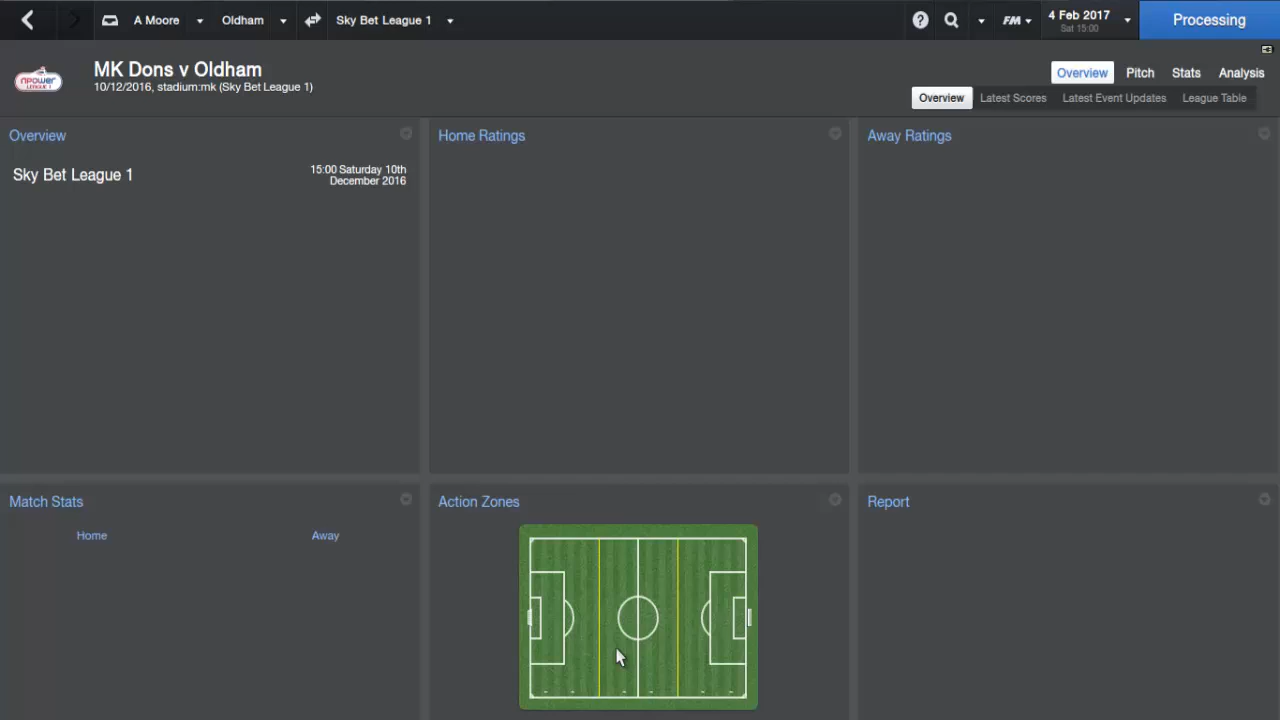 A Moore
Oldham
Sky Bet League 1
?
FM
4 Feb 2017
Sat 15:00
Processing
npower
LEAGUE 1
MK Dons v Oldham
10/12/2016, stadium:mk (Sky Bet League 1)
Overview Pitch Stats Analysis
Overview Latest Scores Latest Event Updates League Table
Overview
Sky Bet League 1
15:00 Saturday 10th
December 2016
Home Ratings
Away Ratings
Match Stats
Home Away
Action Zones
Report